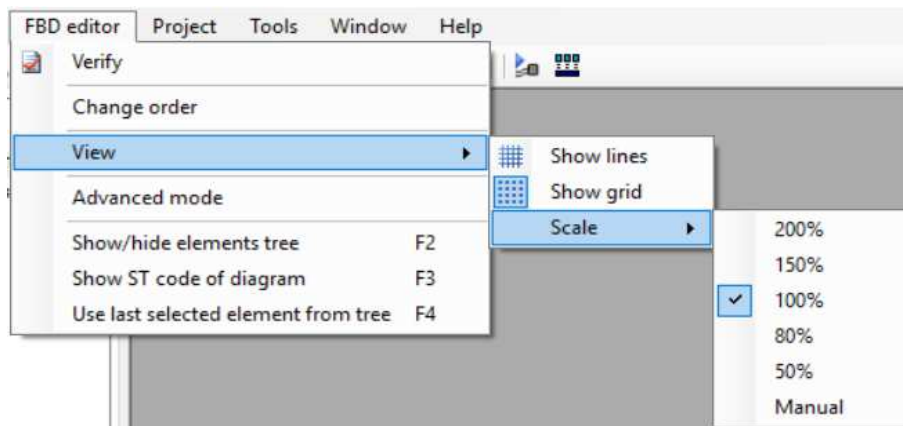 FBD editor Project Tools Window Help
Verify
Change order
View
Show lines
Show grid
Scale
Advanced mode
Show/hide elements tree F2
Show ST code of diagram F3
Use last selected element from tree F4
200%
150%
100%
80%
50%
Manual